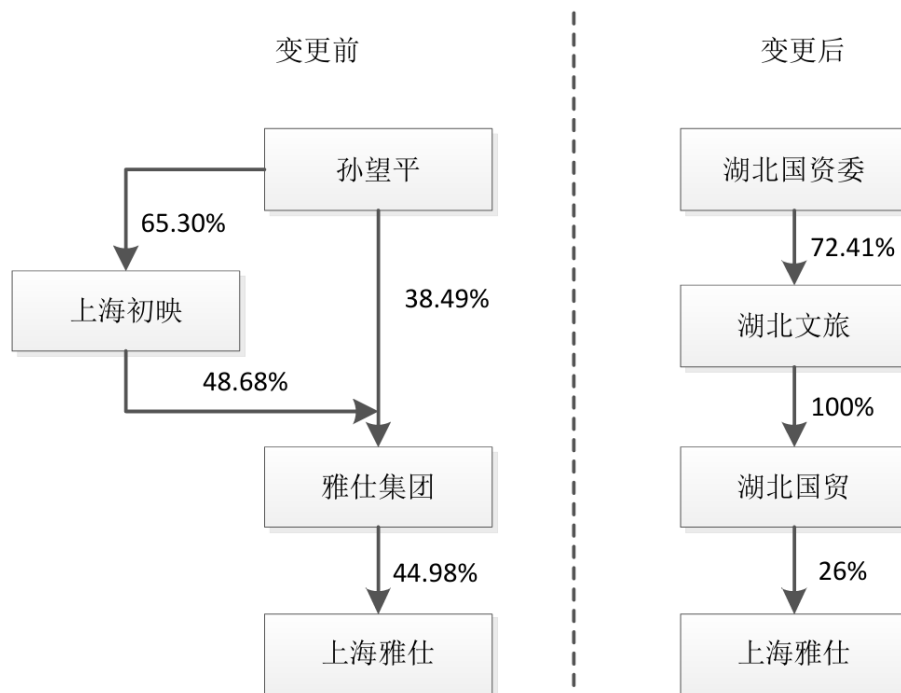 变更前
变更后
孙望平
湖北国资委
65.30%
72.41%
上海初映
38.49%
湖北文旅
48.68%
100%
雅仕集团
湖北国贸
44.98%
26%
上海雅仕
上海雅仕